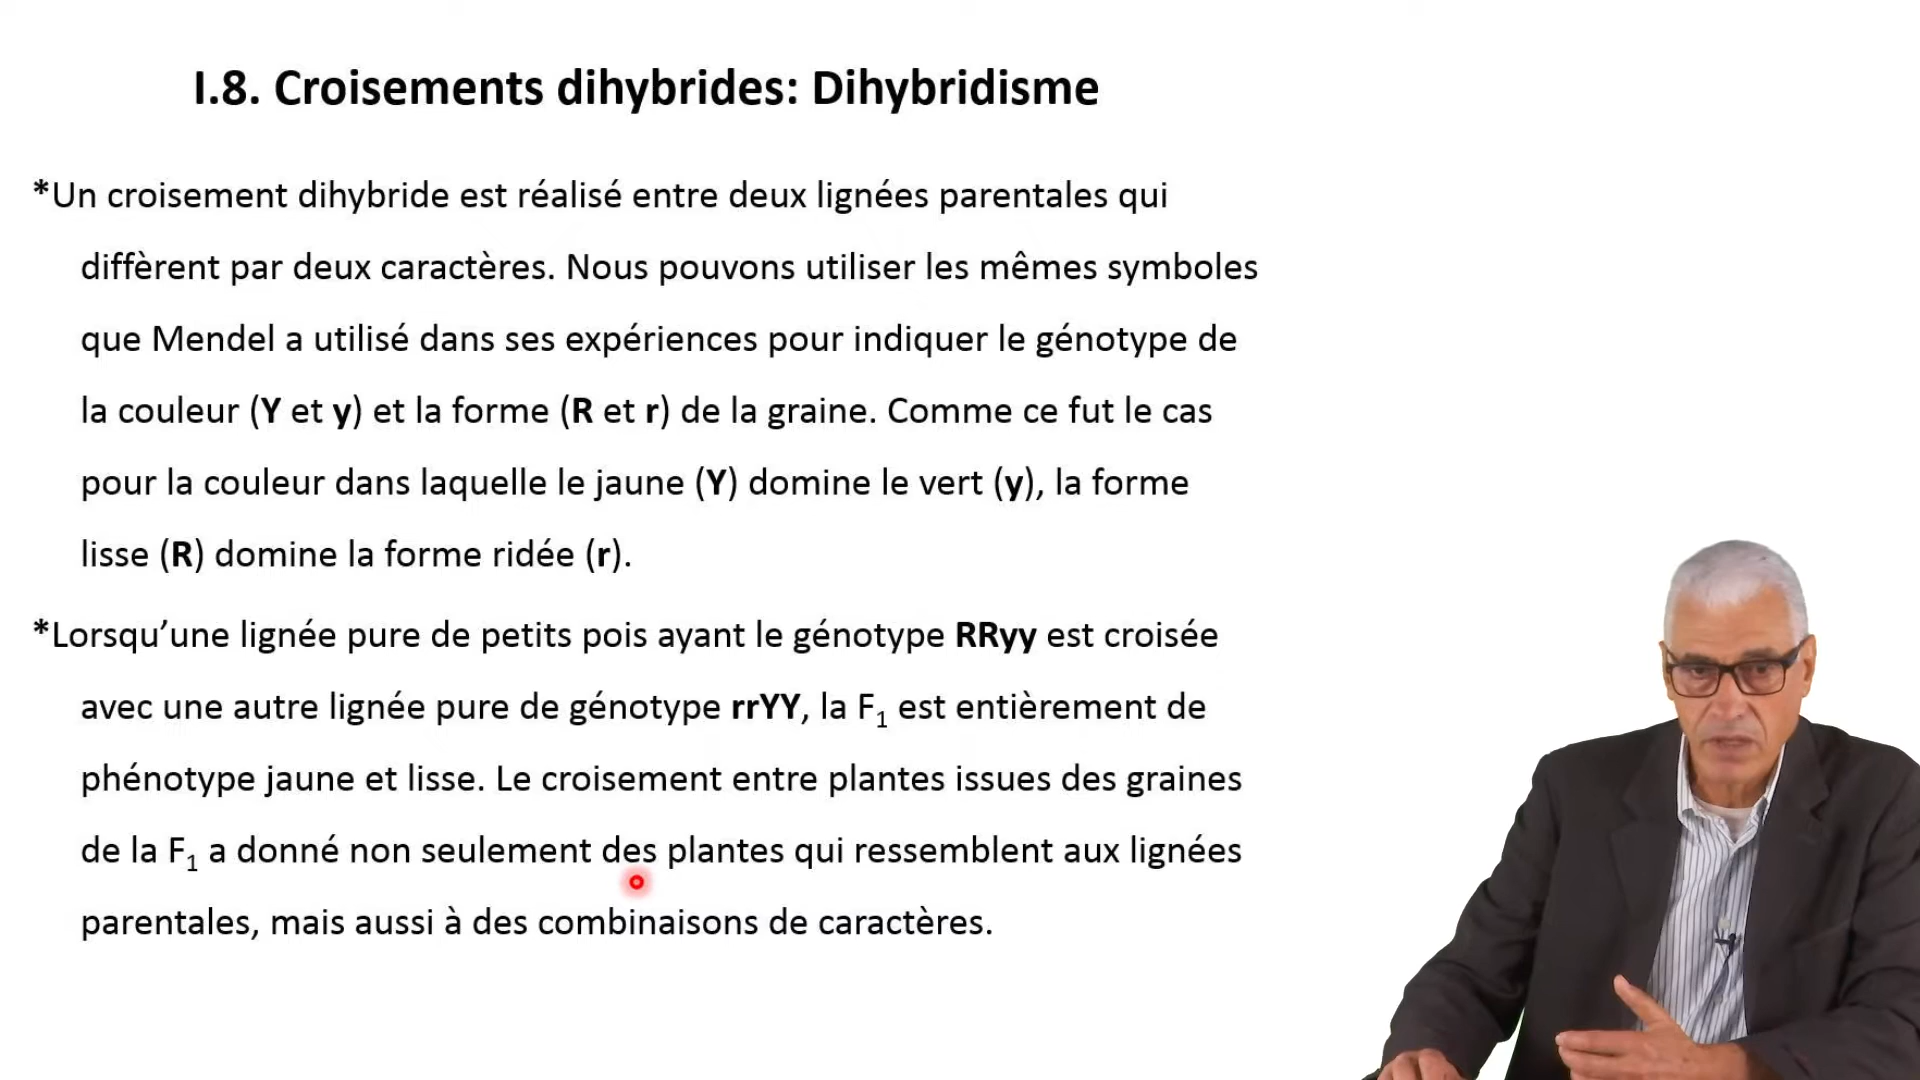 I.8. Croisements dihybrides: Dihybridisme
*Un croisement dihybride est réalisé entre deux lignées parentales qui
diffèrent par deux caractères. Nous pouvons utiliser les mêmes symboles
que Mendel a utilisé dans ses expériences pour indiquer le génotype de
la couleur (Y et y) et la forme (R et r) de la graine. Comme ce fut le cas
pour la couleur dans laquelle le jaune (Y) domine le vert (y), la forme
lisse (R) domine la forme ridée (r).
*Lorsqu’une lignée pure de petits pois ayant le génotype RRyy est croisée
avec une autre lignée pure de génotype rrYY, la F₁ est entièrement de
phénotype jaune et lisse. Le croisement entre plantes issues des graines
de la F₁ a donné non seulement des plantes qui ressemblent aux lignées
parentales, mais aussi à des combinaisons de caractères.